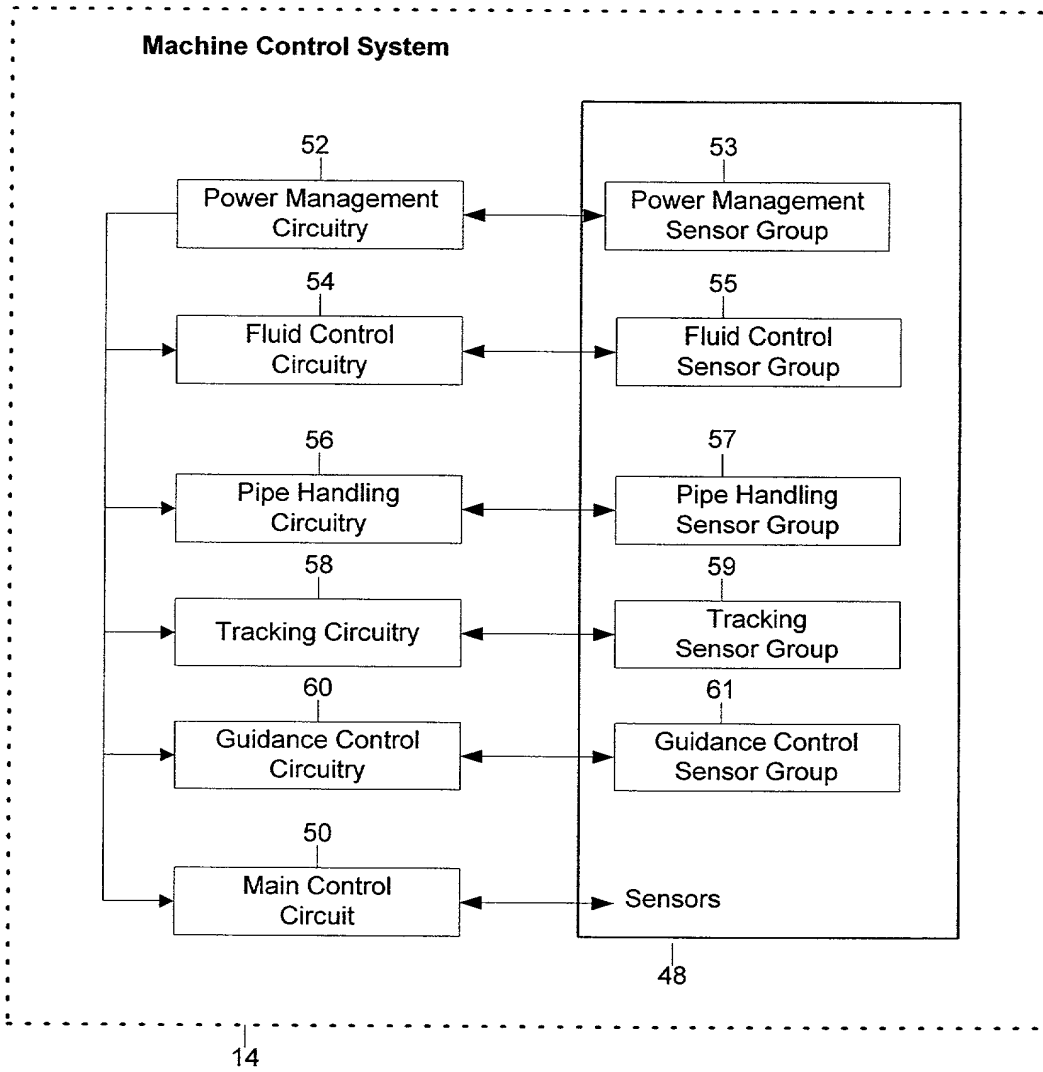 Machine Control System
52
53
Power Management
Circuitry
Power Management
Sensor Group
54
55
Fluid Control
Circuitry
Fluid Control
Sensor Group
56
57
Pipe Handling
Circuitry
Pipe Handling
Sensor Group
58
59
Tracking Circuitry
Tracking
Sensor Group
60
61
Guidance Control
Circuitry
Guidance Control
Sensor Group
50
Main Control
Circuit
Sensors
48
14